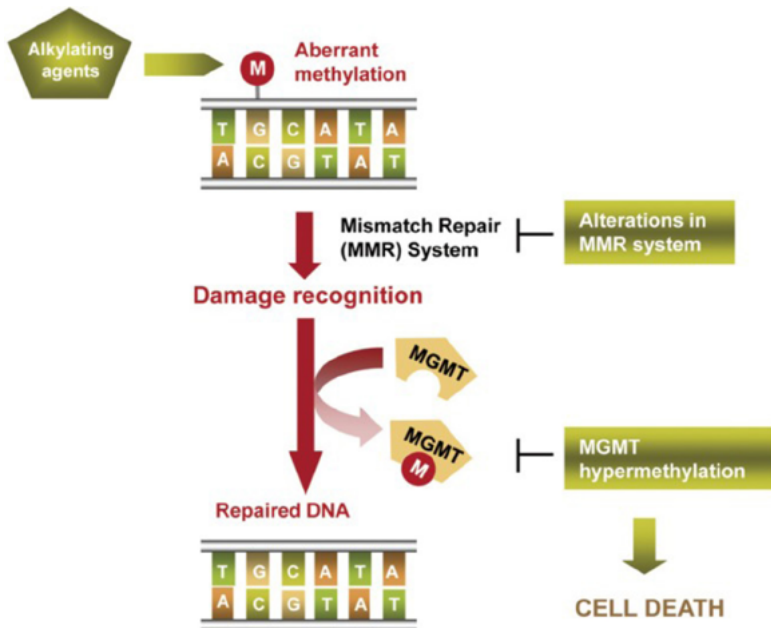 Alkylating
agents
M
Aberrant
methylation
T G C A T A
A C G T A T
Mismatch Repair
(MMR) System
Alterations in
MMR system
Damage recognition
MGMT
MGMT
M
MGMT
hypermethylation
Repaired DNA
T G C A T A
A C G T A T
CELL DEATH